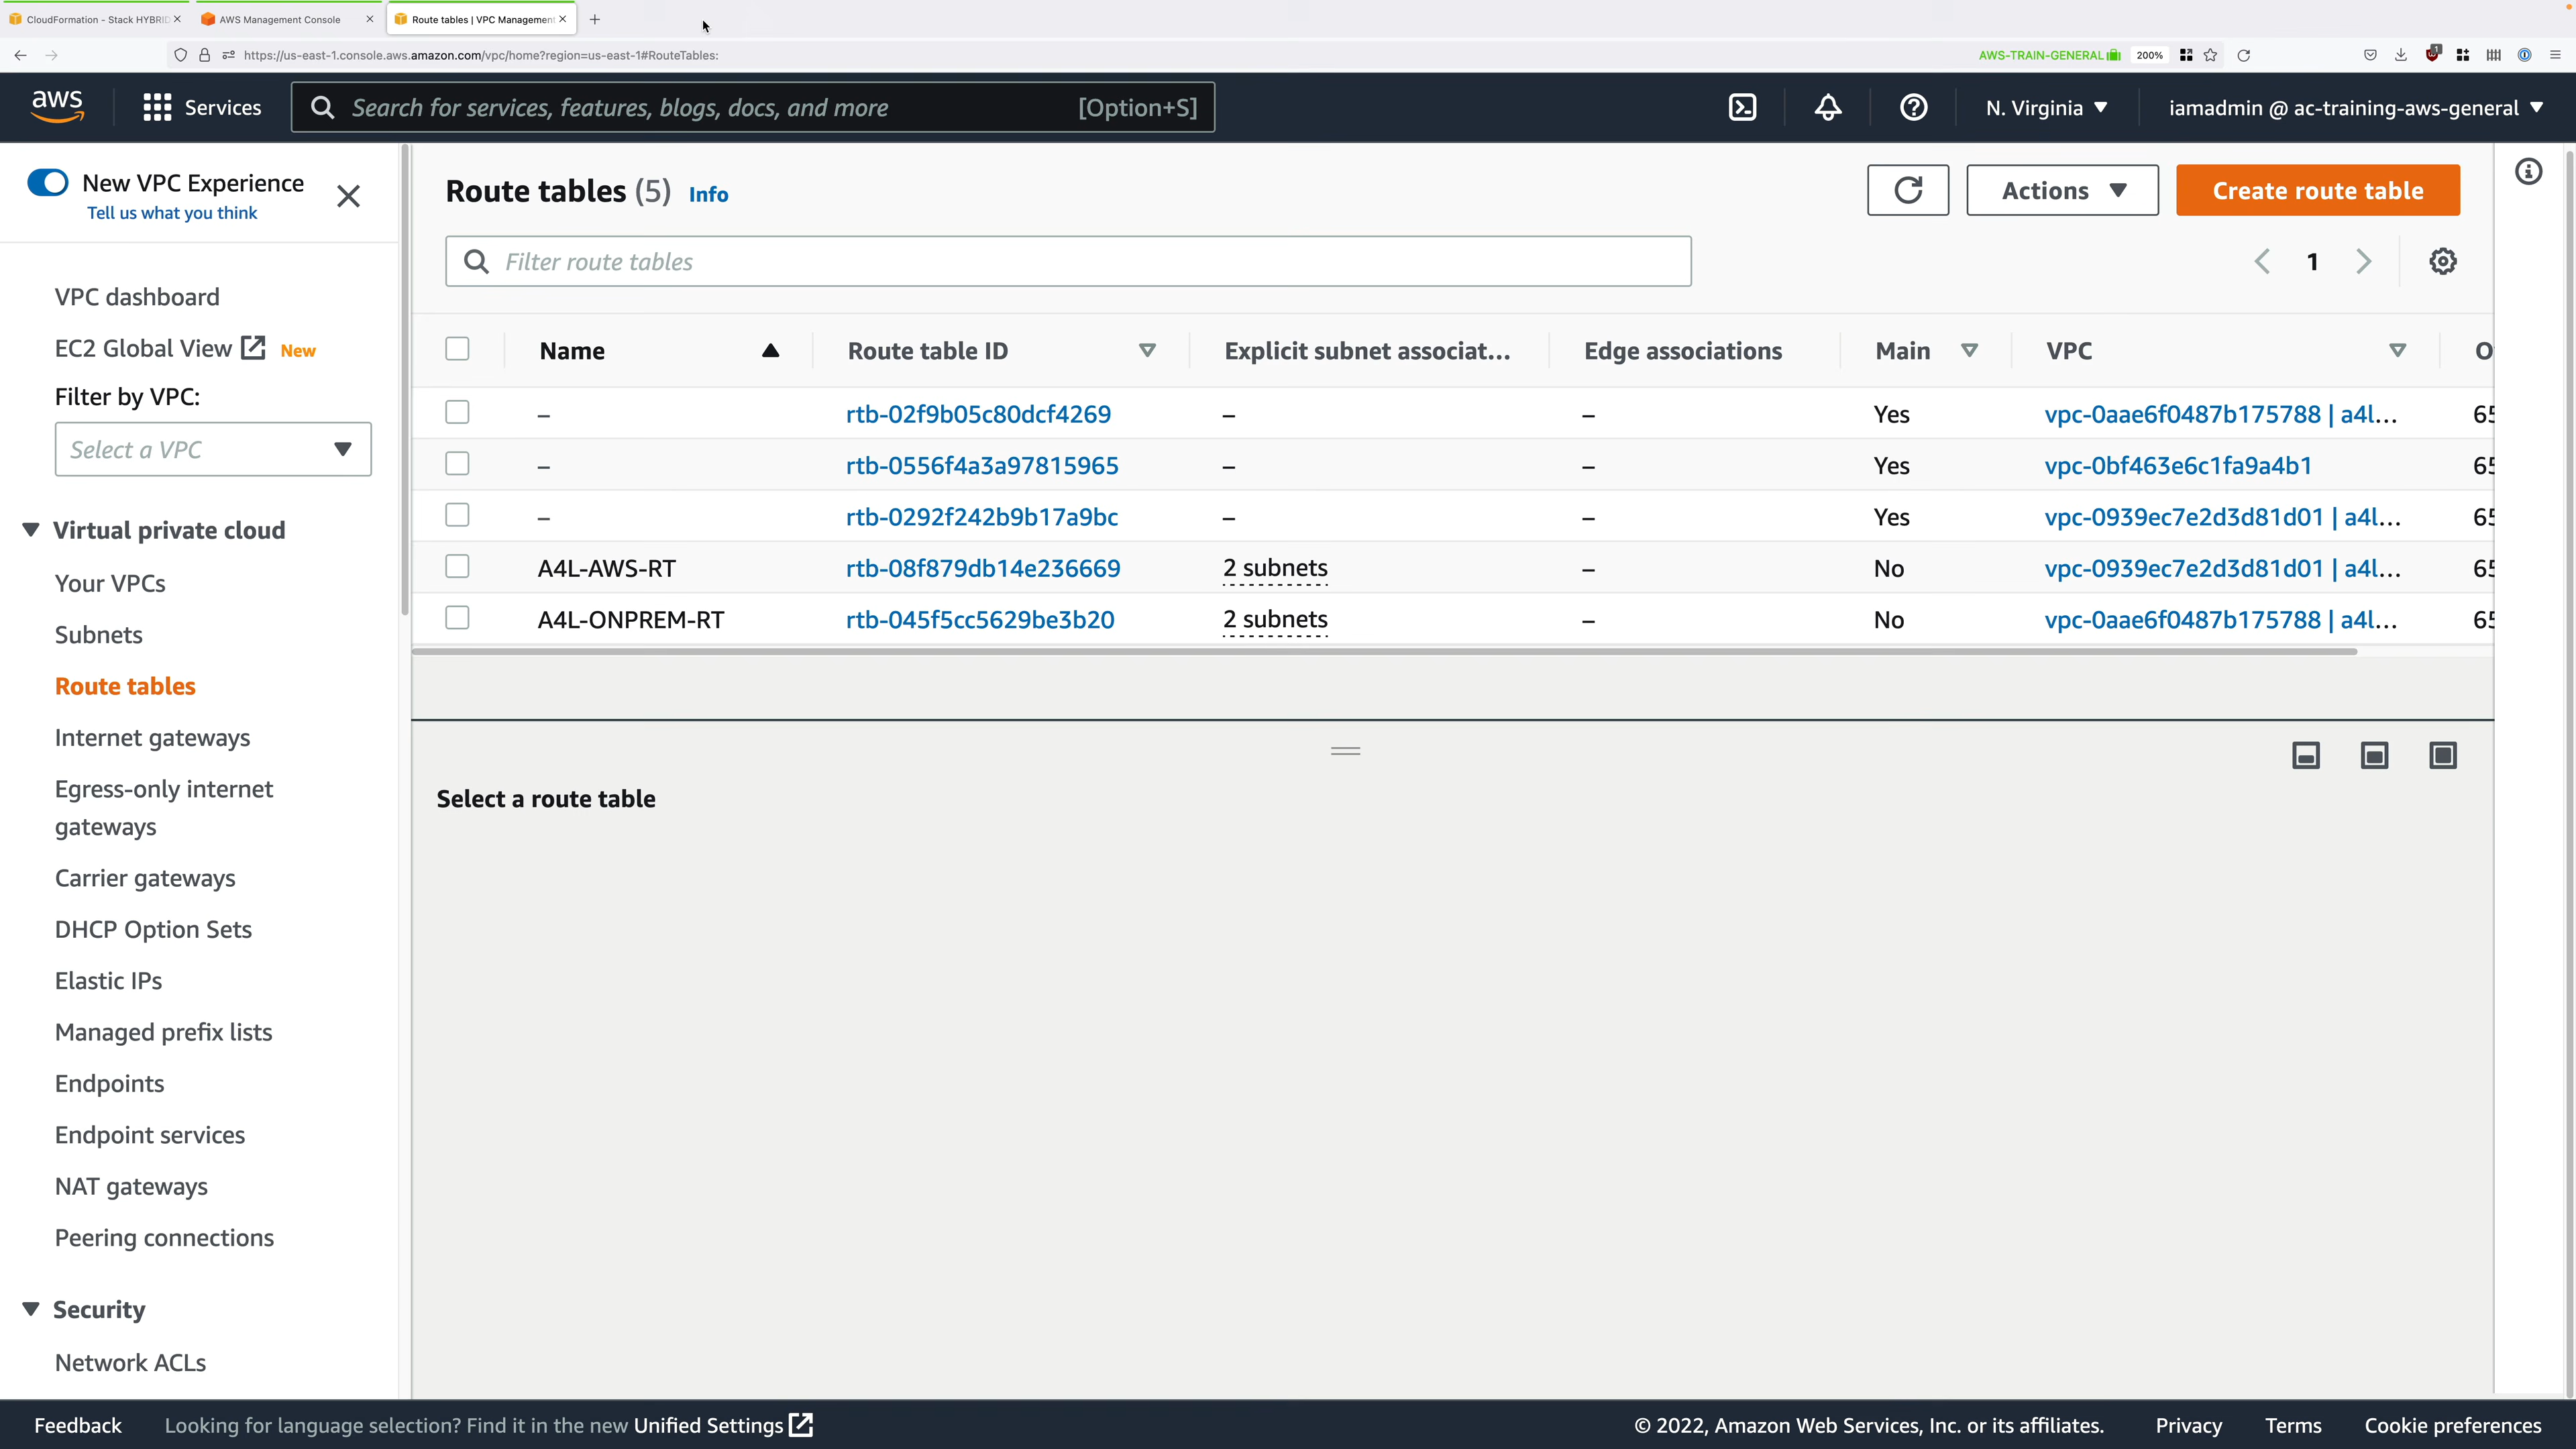 CloudFormation - Stack HYBRID
AWS Management Console
Route tables | VPC Management
https://us-east-1.console.aws.amazon.com/vpc/home?region=us-east-1#RouteTables:
AWS-TRAIN-GENERAL
200%
1
aws
Services
Search for services, features, blogs, docs, and more
[Option+S]
N. Virginia
iamadmin @ ac-training-aws-general
New VPC Experience
Tell us what you think
VPC dashboard
EC2 Global View New
Filter by VPC:
Select a VPC
Virtual private cloud
Your VPCs
Subnets
Route tables
Internet gateways
Egress-only internet
gateways
Carrier gateways
DHCP Option Sets
Elastic IPs
Managed prefix lists
Endpoints
Endpoint services
NAT gateways
Peering connections
Security
Network ACLs
Route tables (5) Info
Actions
Create route table
Filter route tables
1
Name Route table ID Explicit subnet associat... Edge associations Main VPC
– rtb-02f9b05c80dcf4269 – – Yes vpc-0aae6f0487b175788 | a4l... 65
– rtb-0556f4a3a97815965 – – Yes vpc-0bf463e6c1fa9a4b1 65
– rtb-0292f242b9b17a9bc – – Yes vpc-0939ec7e2d3d81d01 | a4l... 65
A4L-AWS-RT rtb-08f879db14e236669 2 subnets – No vpc-0939ec7e2d3d81d01 | a4l... 65
A4L-ONPREM-RT rtb-045f5cc5629be3b20 2 subnets – No vpc-0aae6f0487b175788 | a4l... 65
Select a route table
Feedback
Looking for language selection? Find it in the new Unified Settings
© 2022, Amazon Web Services, Inc. or its affiliates.
Privacy
Terms
Cookie preferences